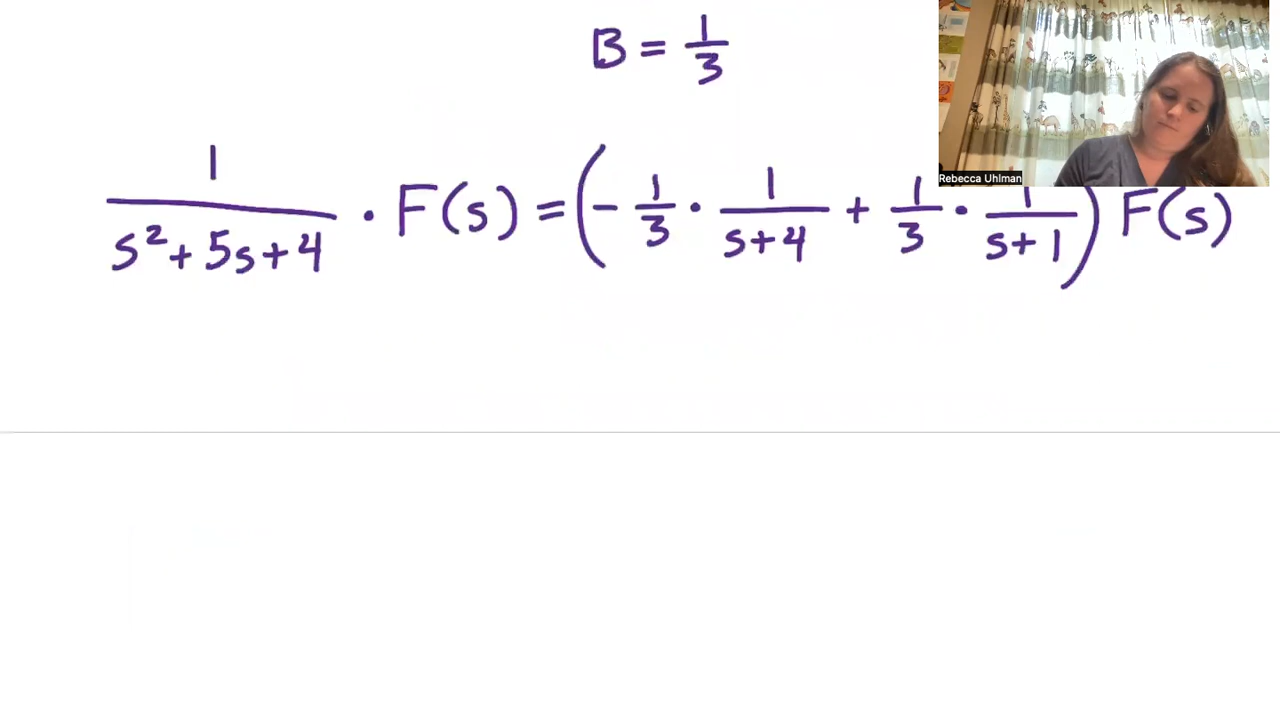 B = 1/3
Rebecca Uhlman
1/(s²+5s+4) · F(s) = (- 1/3 · 1/(s+4) + 1/3 · 1/(s+1)) F(s)